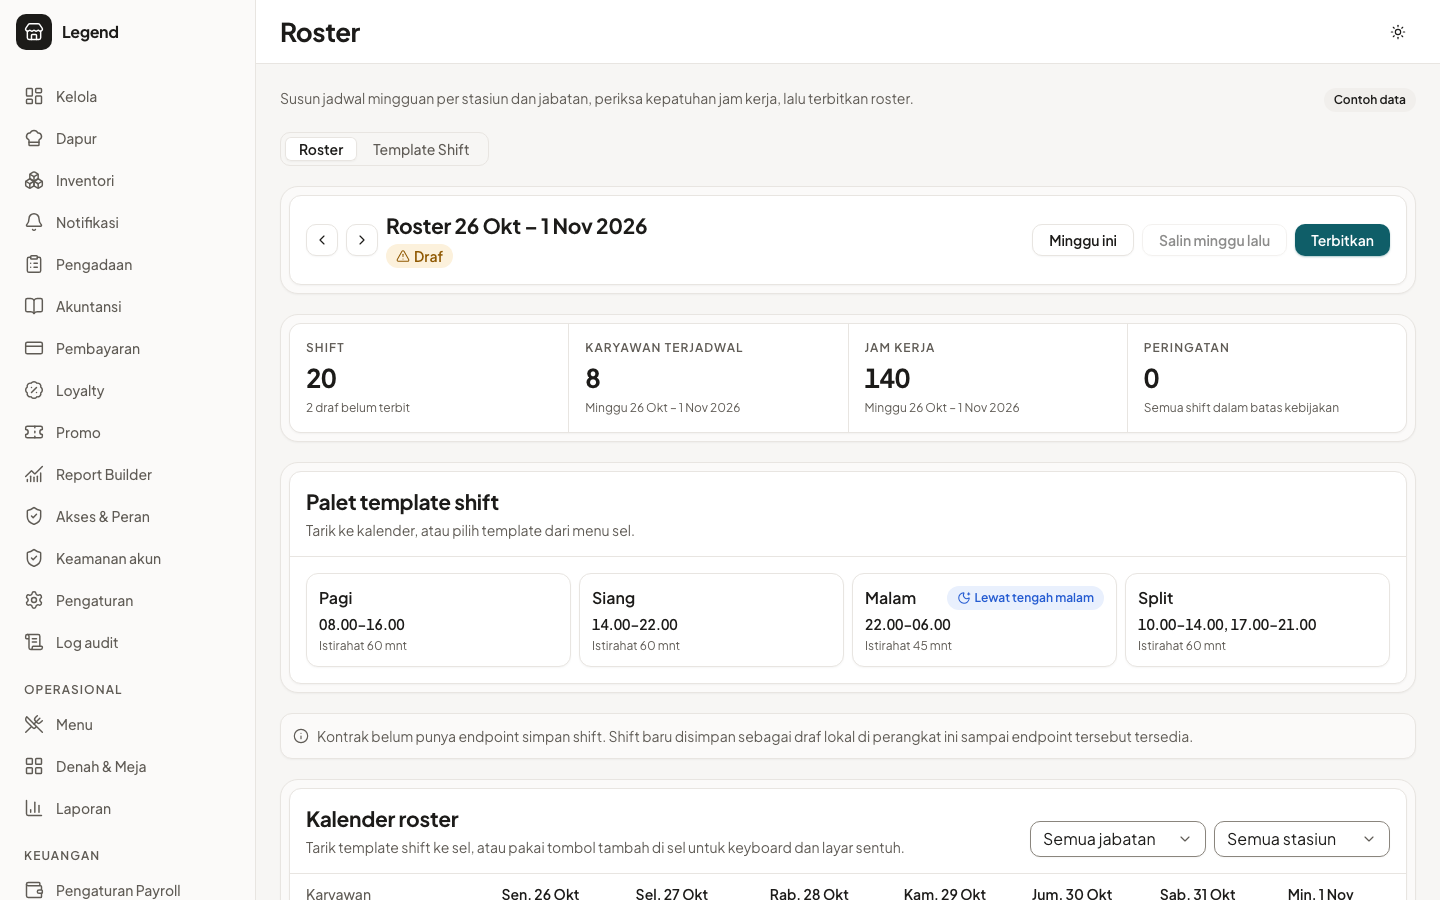 Legend
Roster
Kelola
Dapur
Inventori
Notifikasi
Pengadaan
Akuntansi
Pembayaran
Loyalty
Promo
Report Builder
Akses & Peran
Keamanan akun
Pengaturan
Log audit
OPERASIONAL
Menu
Denah & Meja
Laporan
KEUANGAN
Pengaturan Payroll
Susun jadwal mingguan per stasiun dan jabatan, periksa kepatuhan jam kerja, lalu terbitkan roster.
Contoh data
Roster
Template Shift
Roster 26 Okt – 1 Nov 2026
Draf
Minggu ini
Salin minggu lalu
Terbitkan
SHIFT
20
2 draf belum terbit
KARYAWAN TERJADWAL
8
Minggu 26 Okt – 1 Nov 2026
JAM KERJA
140
Minggu 26 Okt – 1 Nov 2026
PERINGATAN
0
Semua shift dalam batas kebijakan
Palet template shift
Tarik ke kalender, atau pilih template dari menu sel.
Pagi
08.00–16.00
Istirahat 60 mnt
Siang
14.00–22.00
Istirahat 60 mnt
Malam
Lewat tengah malam
22.00–06.00
Istirahat 45 mnt
Split
10.00–14.00, 17.00–21.00
Istirahat 60 mnt
Kontrak belum punya endpoint simpan shift. Shift baru disimpan sebagai draf lokal di perangkat ini sampai endpoint tersebut tersedia.
Kalender roster
Tarik template shift ke sel, atau pakai tombol tambah di sel untuk keyboard dan layar sentuh.
Semua jabatan
Semua stasiun
Karyawan Sen, 26 Okt Sel, 27 Okt Rab, 28 Okt Kam, 29 Okt Jum, 30 Okt Sab, 31 Okt Min, 1 Nov